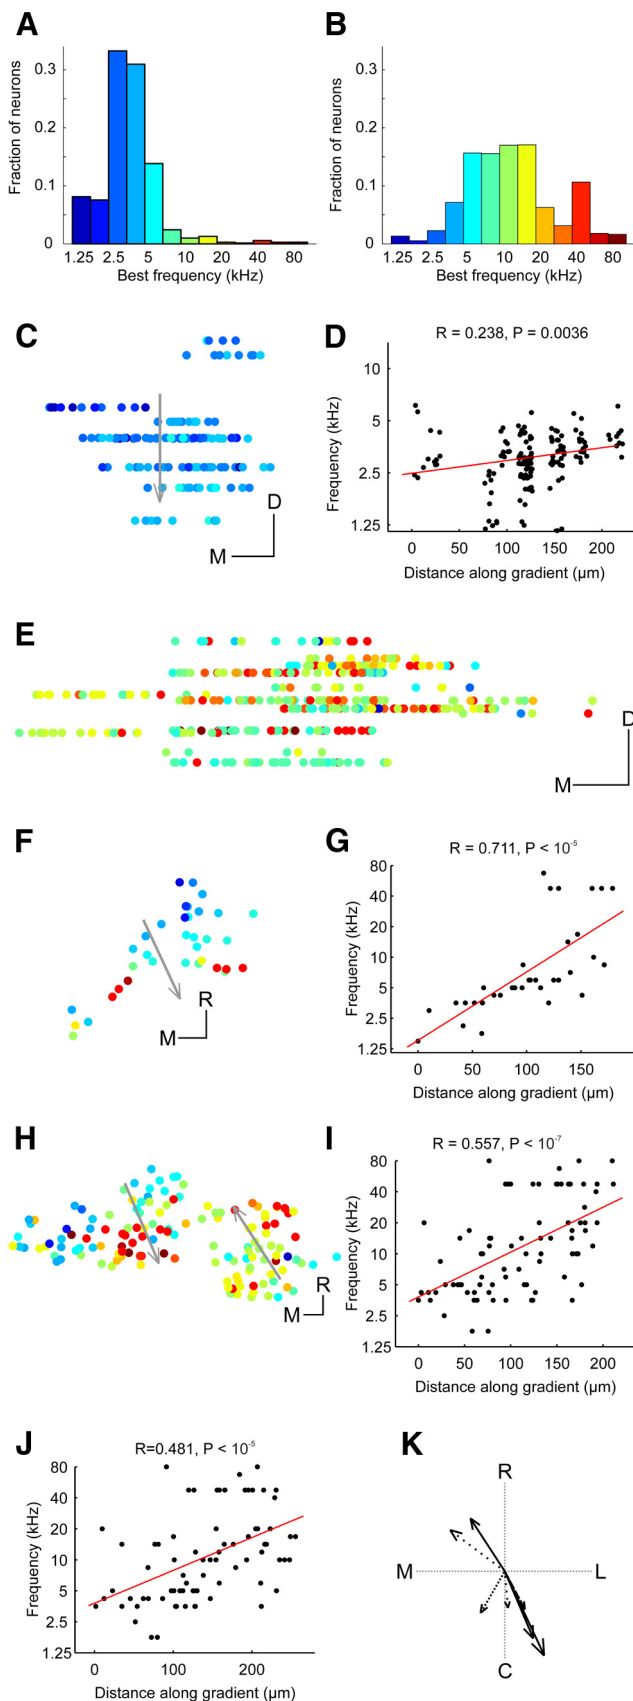 A
B
Fraction of neurons
0.3
0.2
0.1
0
1.25 2.5 5 10 20 40 80
Best frequency (kHz)
Fraction of neurons
0.3
0.2
0.1
0
1.25 2.5 5 10 20 40 80
Best frequency (kHz)
C
D
M
D
R = 0.238, P = 0.0036
Frequency (kHz)
10
5
2.5
1.25
0 50 100 150 200
Distance along gradient (µm)
E
D
M
F
R
M
G
R = 0.711, P < 10-5
Frequency (kHz)
80
40
20
10
5
2.5
1.25
0 50 100 150
Distance along gradient (µm)
H
R
M
I
R = 0.557, P < 10-7
Frequency (kHz)
80
40
20
10
5
2.5
1.25
0 50 100 150 200
Distance along gradient (µm)
J
R=0.481, P < 10-5
Frequency (kHz)
80
40
20
10
5
2.5
1.25
0 100 200
Distance along gradient (µm)
K
R
M L
C